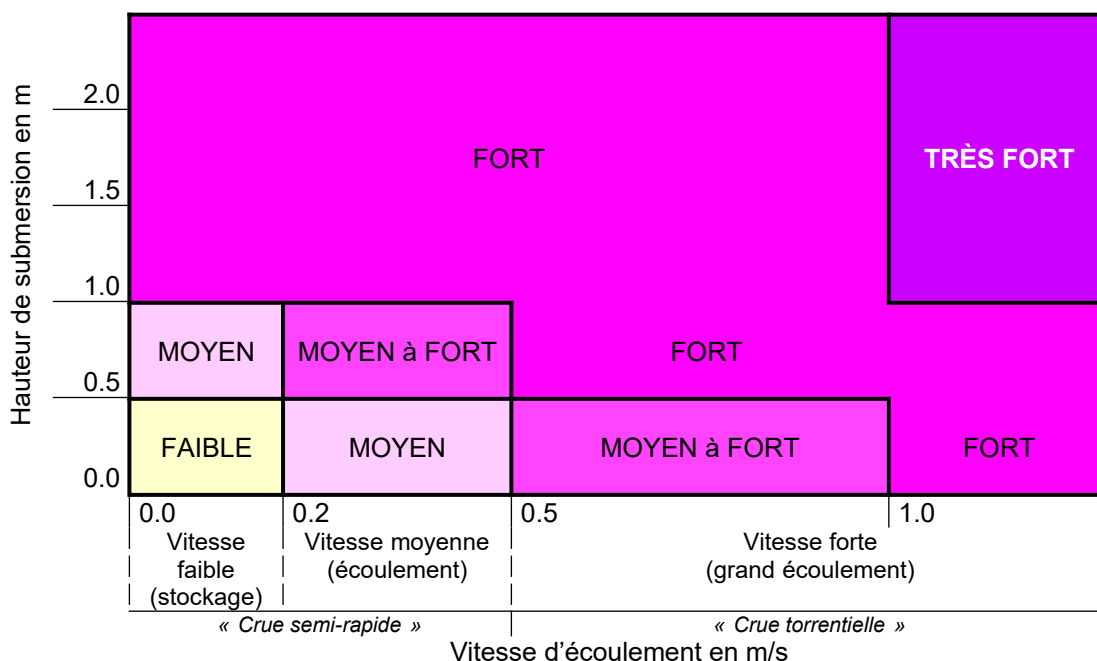 Hauteur de submersion en m
2.0
FORT
TRÈS FORT
1.5
1.0
MOYEN
MOYEN à FORT
FORT
0.5
FAIBLE
MOYEN
MOYEN à FORT
FORT
0.0
0.0
0.2
0.5
1.0
Vitesse
faible
(stockage)
Vitesse moyenne
(écoulement)
Vitesse forte
(grand écoulement)
« Crue semi-rapide »
« Crue torrentielle »
Vitesse d’écoulement en m/s